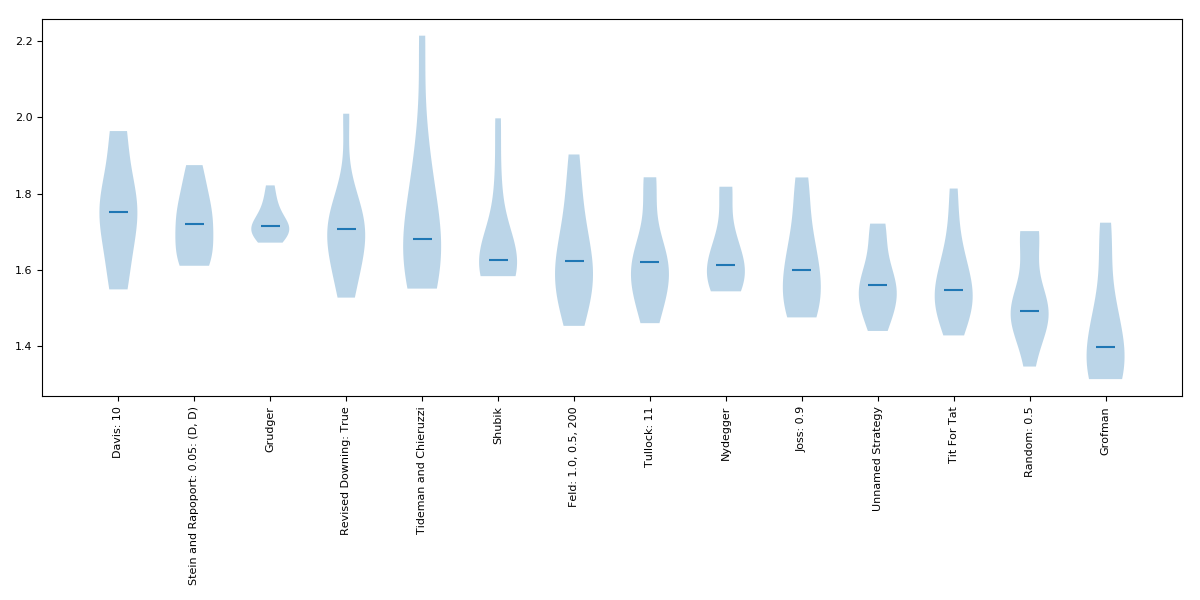 2.2
2.0
1.8
1.6
1.4
Davis: 10
Stein and Rapoport: 0.05: (D, D)
Grudger
Revised Downing: True
Tideman and Chieruzzi
Shubik
Feld: 1.0, 0.5, 200
Tullock: 11
Nydegger
Joss: 0.9
Unnamed Strategy
Tit For Tat
Random: 0.5
Grofman